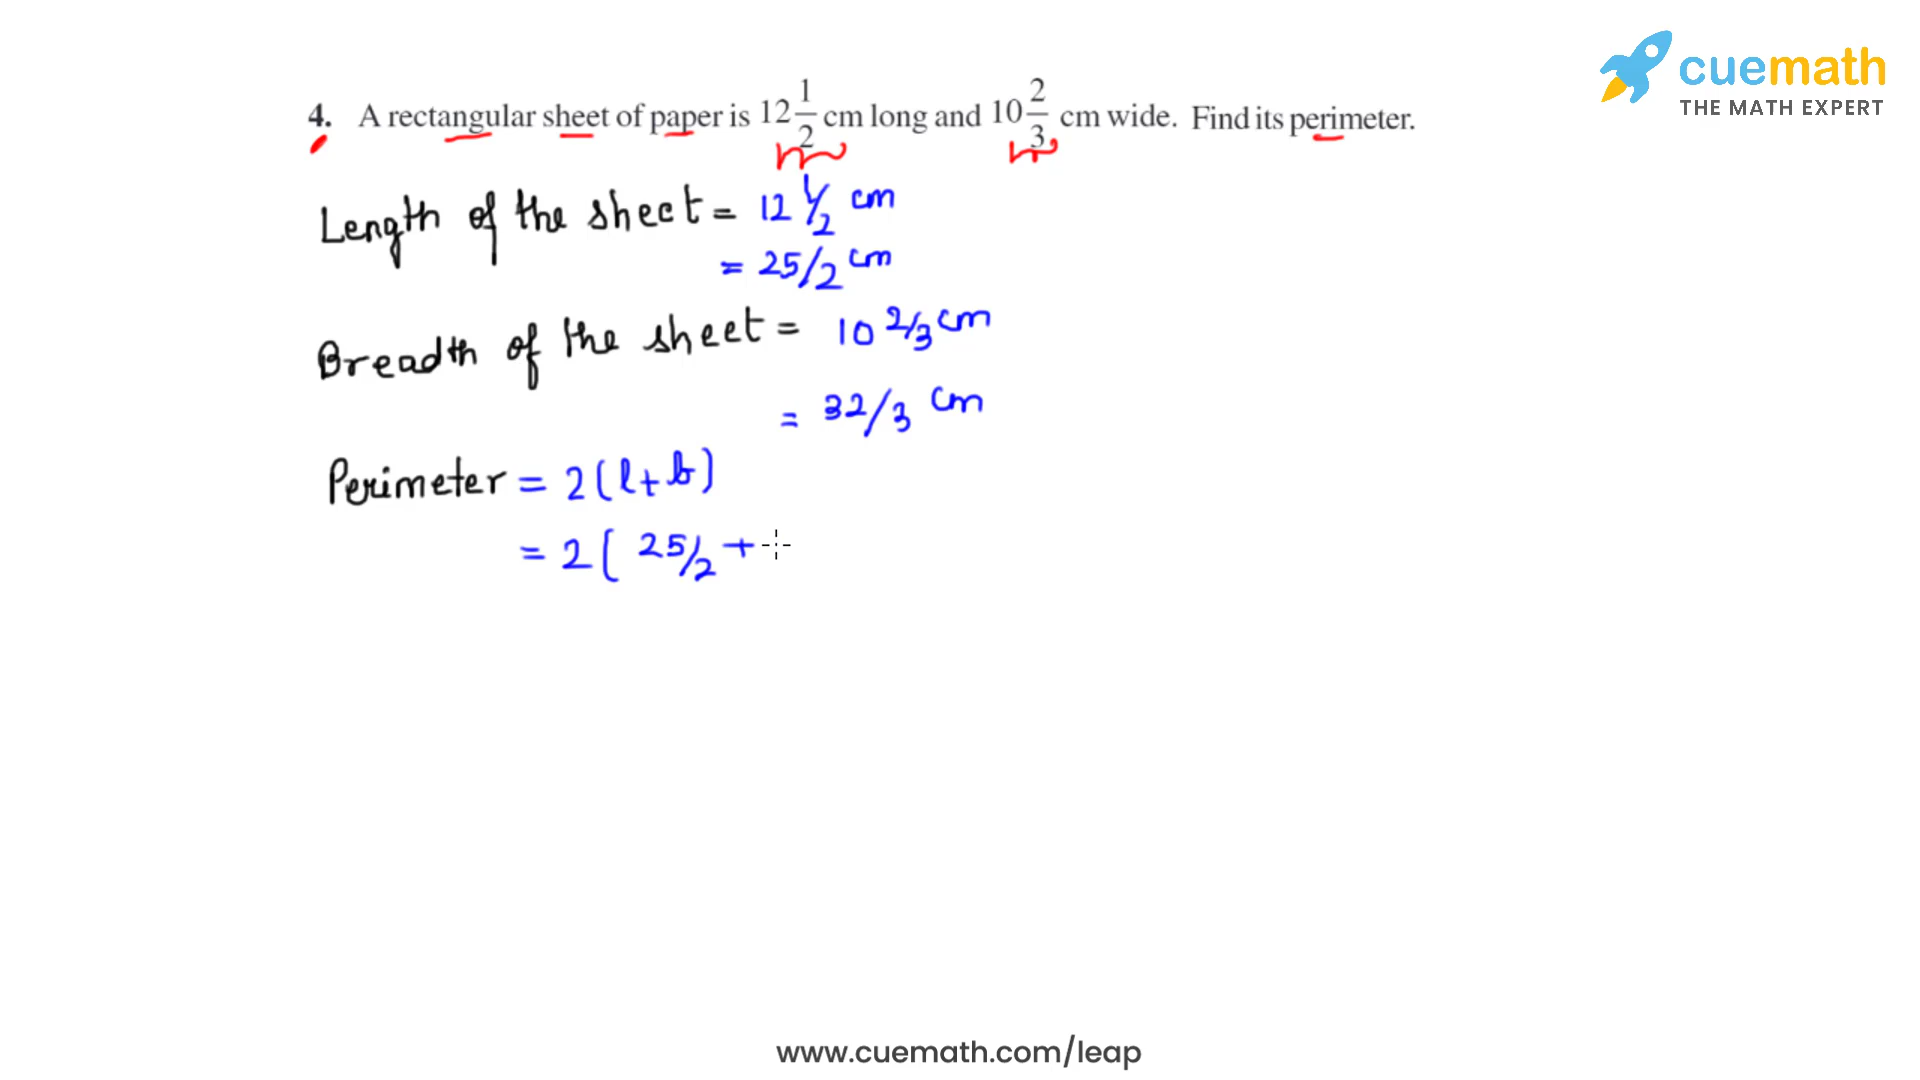 cuemath
THE MATH EXPERT
4. A rectangular sheet of paper is 12 1/2 cm long and 10 2/3 cm wide. Find its perimeter.
Length of the sheet = 12 1/2 cm
= 25/2 cm
Breadth of the sheet = 10 2/3 cm
= 32/3 cm
Perimeter = 2(l+b)
= 2( 25/2 +
www.cuemath.com/leap